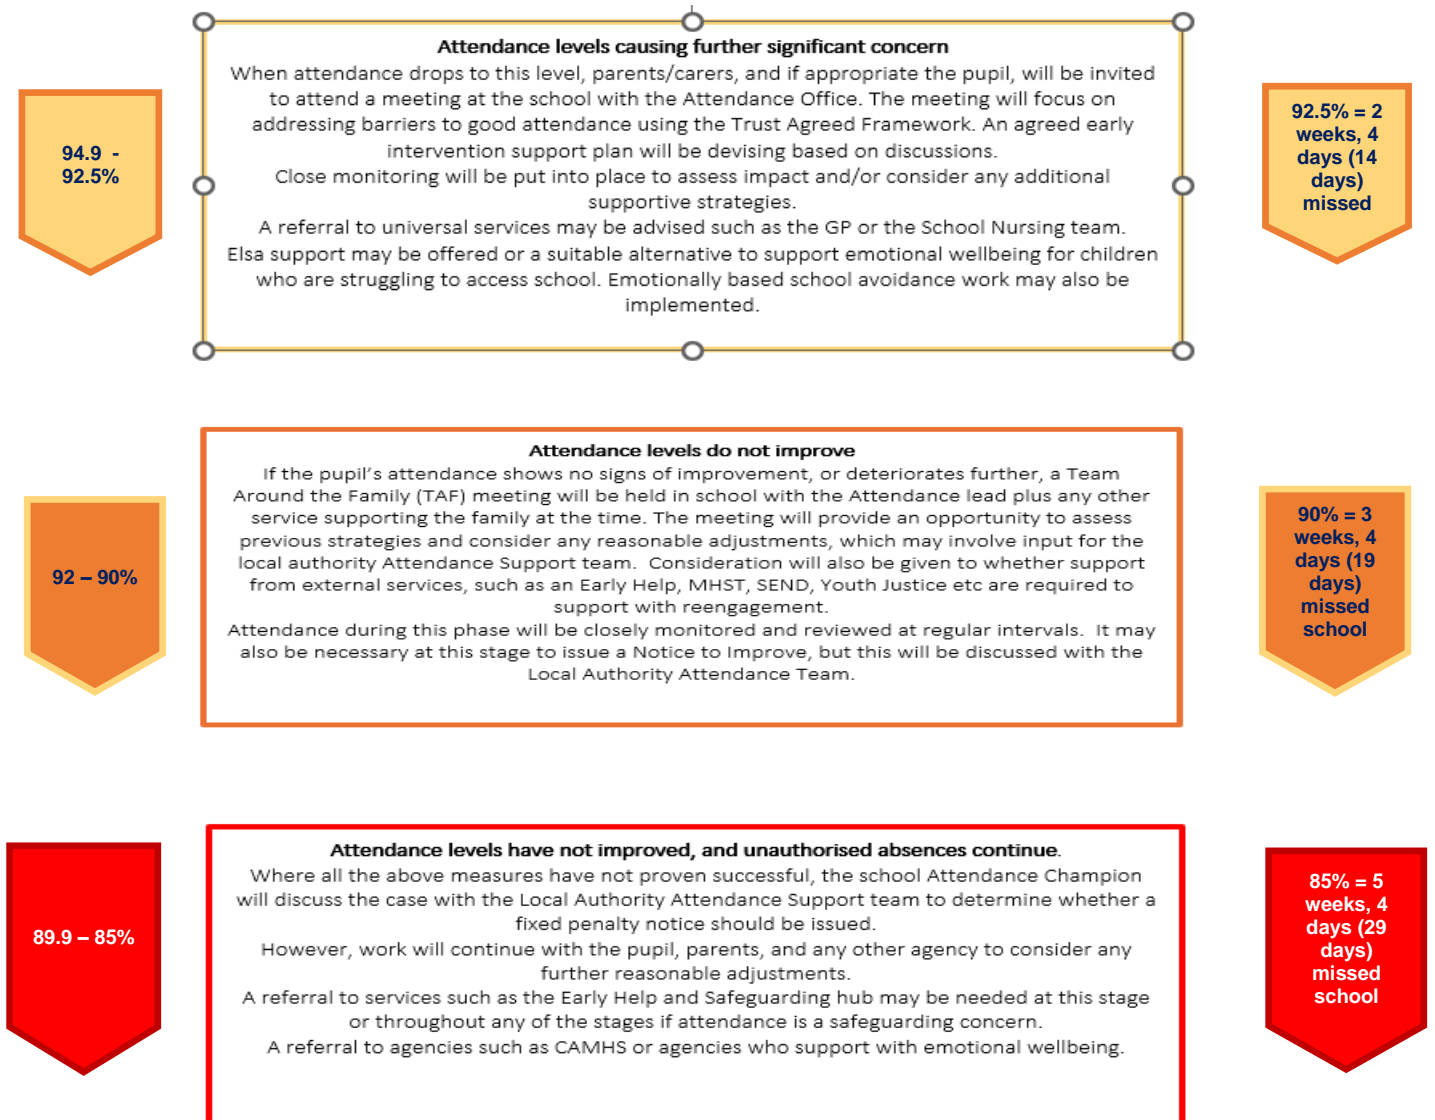 Attendance levels causing further significant concern
When attendance drops to this level, parents/carers, and if appropriate the pupil, will be invited
to attend a meeting at the school with the Attendance Office. The meeting will focus on
addressing barriers to good attendance using the Trust Agreed Framework. An agreed early
intervention support plan will be devising based on discussions.
Close monitoring will be put into place to assess impact and/or consider any additional
supportive strategies.
A referral to universal services may be advised such as the GP or the School Nursing team.
Elsa support may be offered or a suitable alternative to support emotional wellbeing for children
who are struggling to access school. Emotionally based school avoidance work may also be
implemented.
94.9 -
92.5%
92.5% = 2
weeks, 4
days (14
days)
missed
Attendance levels do not improve
If the pupil's attendance shows no signs of improvement, or deteriorates further, a Team
Around the Family (TAF) meeting will be held in school with the Attendance lead plus any other
service supporting the family at the time. The meeting will provide an opportunity to assess
previous strategies and consider any reasonable adjustments, which may involve input for the
local authority Attendance Support team. Consideration will also be given to whether support
from external services, such as an Early Help, MHST, SEND, Youth Justice etc are required to
support with reengagement.
Attendance during this phase will be closely monitored and reviewed at regular intervals. It may
also be necessary at this stage to issue a Notice to Improve, but this will be discussed with the
Local Authority Attendance Team.
92 – 90%
90% = 3
weeks, 4
days (19
days)
missed
school
Attendance levels have not improved, and unauthorised absences continue.
Where all the above measures have not proven successful, the school Attendance Champion
will discuss the case with the Local Authority Attendance Support team to determine whether a
fixed penalty notice should be issued.
However, work will continue with the pupil, parents, and any other agency to consider any
further reasonable adjustments.
A referral to services such as the Early Help and Safeguarding hub may be needed at this stage
or throughout any of the stages if attendance is a safeguarding concern.
A referral to agencies such as CAMHS or agencies who support with emotional wellbeing.
89.9 – 85%
85% = 5
weeks, 4
days (29
days)
missed
school